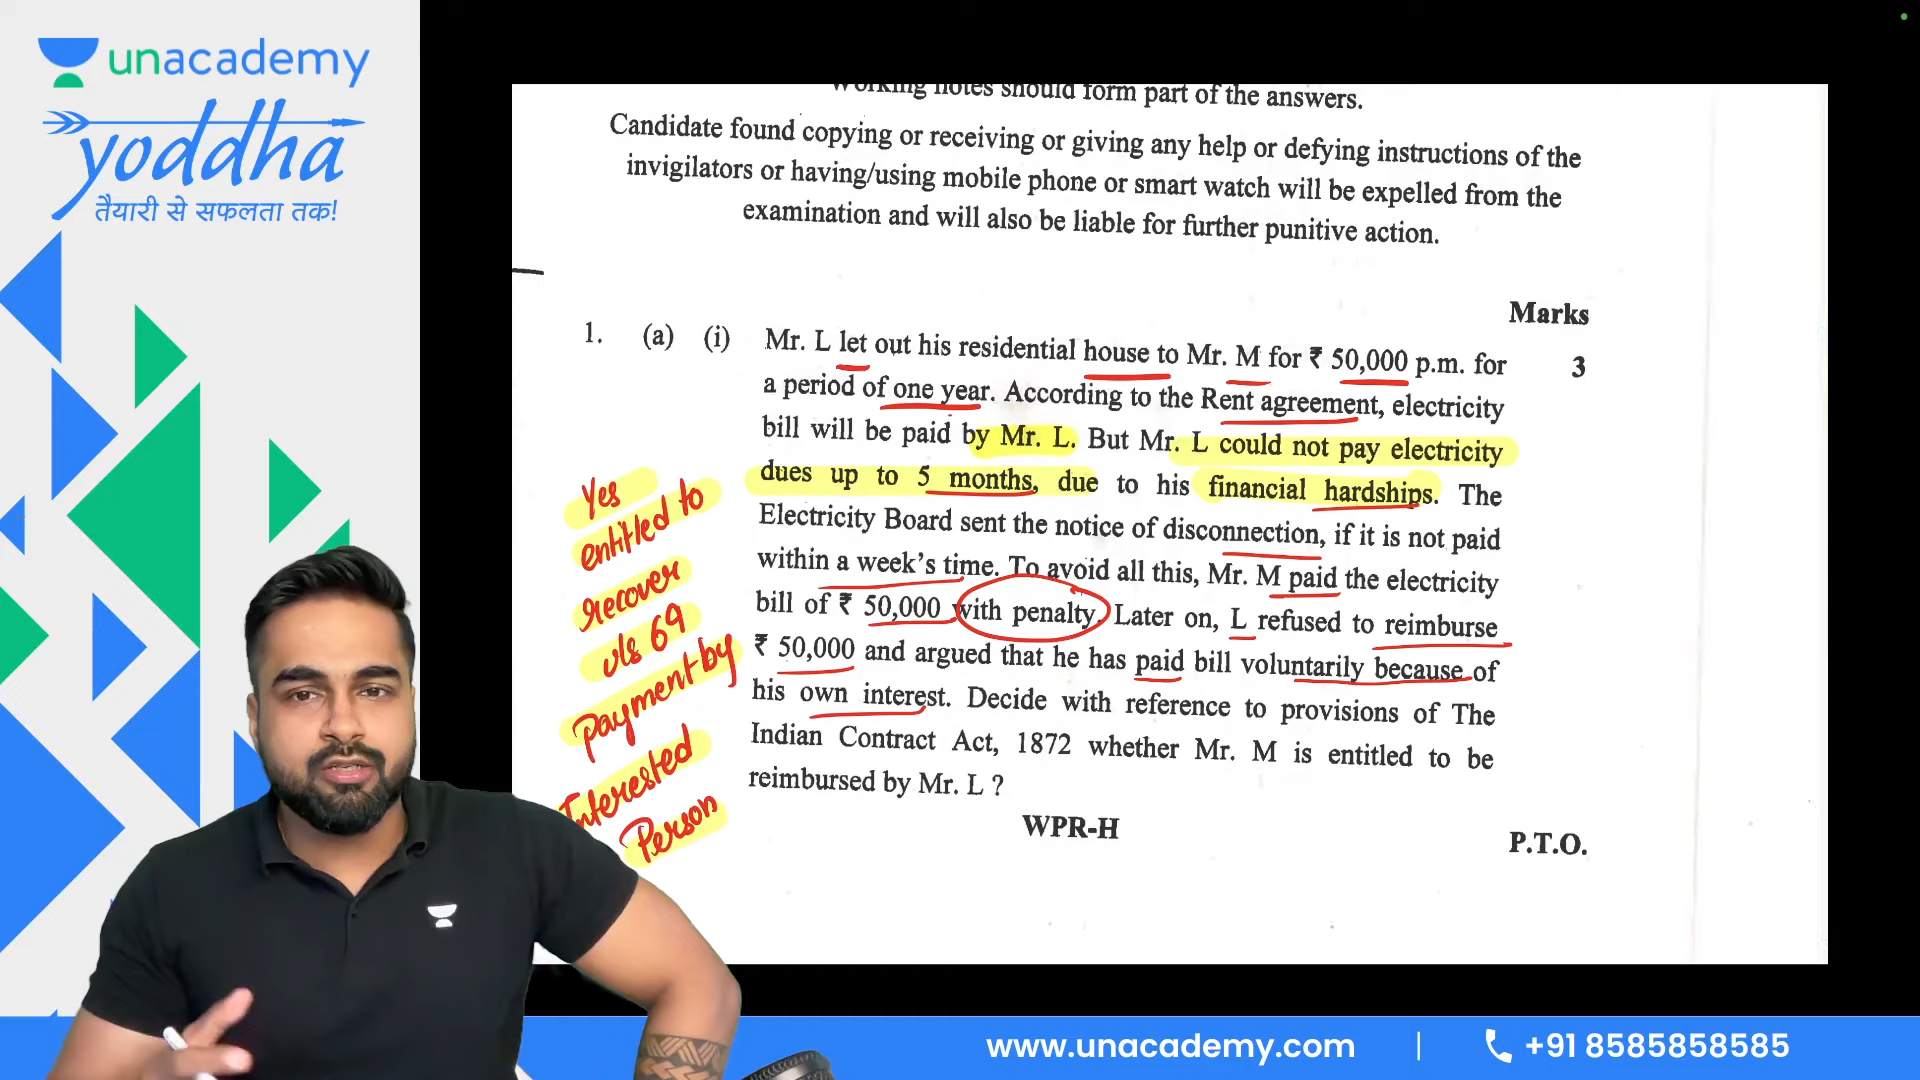 unacademy
yoddha
तैयारी से सफलता तक!
Working notes should form part of the answers.
Candidate found copying or receiving or giving any help or defying instructions of the
invigilators or having/using mobile phone or smart watch will be expelled from the
examination and will also be liable for further punitive action.
Marks
1. (a) (i) Mr. L let out his residential house to Mr. M for ₹ 50,000 p.m. for 3
a period of one year. According to the Rent agreement, electricity
bill will be paid by Mr. L. But Mr. L could not pay electricity
dues up to 5 months, due to his financial hardships. The
Electricity Board sent the notice of disconnection, if it is not paid
within a week's time. To avoid all this, Mr. M paid the electricity
bill of ₹ 50,000 with penalty. Later on, L refused to reimburse
₹ 50,000 and argued that he has paid bill voluntarily because of
his own interest. Decide with reference to provisions of The
Indian Contract Act, 1872 whether Mr. M is entitled to be
reimbursed by Mr. L ?
Yes
entitled to
recover
u/s 69
payment by
Interested
Person
WPR-H
P.T.O.
www.unacademy.com | +91 8585858585